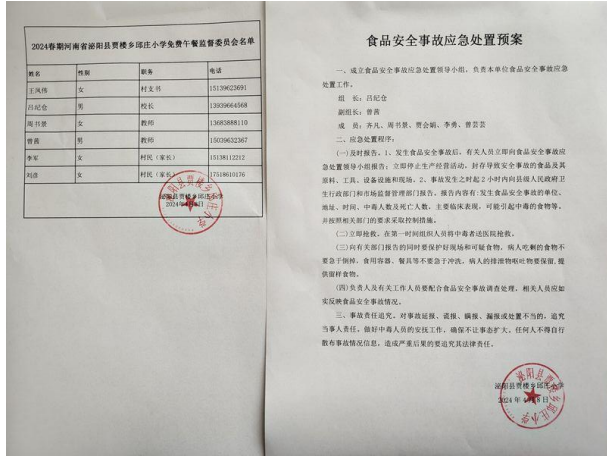 2024春期河南省泌阳县贾楼乡邱庄小学免费午餐监督委员会名单
姓名 性别 职务 电话
王凤伟 女 村支书 15139623691
吕纪仓 男 校长 13939664568
周书景 女 教师 13683888110
曾茜 男 教师 15039632367
李军 女 村民（家长） 15138112212
刘彦 女 村民（家长） 17518610176
泌阳县贾楼乡邱庄小学
食品安全事故应急处置预案
一、成立食品安全事故应急处置领导小组，负责本单位食品安全事故应急
处置工作。
组 长：吕纪仓
副组长：曾茜
成 员：齐凡、周书景、贾会娟、李勇、曾芸芸
二、应急处置程序：
(一)及时报告。1、发生食品安全事故后，有关人员立即向食品安全事故应
急处置领导小组报告；立即停止生产经营活动，封存导致安全事故的食品及其
原料、工具、设备设施和现场。2、事故发生之时起2小时内向县级人民政府卫
生行政部门和市场监督管理部门报告。报告内容有：发生食品安全事故的单位、
地址、时间、中毒人数及死亡人数，主要临床表现，可能引起中毒的食物等。
并按照相关部门的要求采取控制措施。
(二)立即抢救。在第一时间组织人员将中毒者送医院抢救。
(三)向有关部门报告的同时要保护好现场和可疑食物，病人吃剩的食物不
要急于倒掉，食用容器、餐具等不要急于冲洗，病人的排泄物呕吐物要保留，提
供留样食物。
(四)负责人及有关工作人员要配合食品安全事故调查处理，相关人员应如
实反映食品安全事故情况。
三、事故责任追究。对事故延报、谎报、瞒报、漏报或处置不当的，追究
当事人责任，做好中毒人员的安抚工作，确保不让事态扩大，任何人不得自行
散布事故情况信息，造成严重后果的要追究其法律责任。
泌阳县贾楼乡邱庄小学